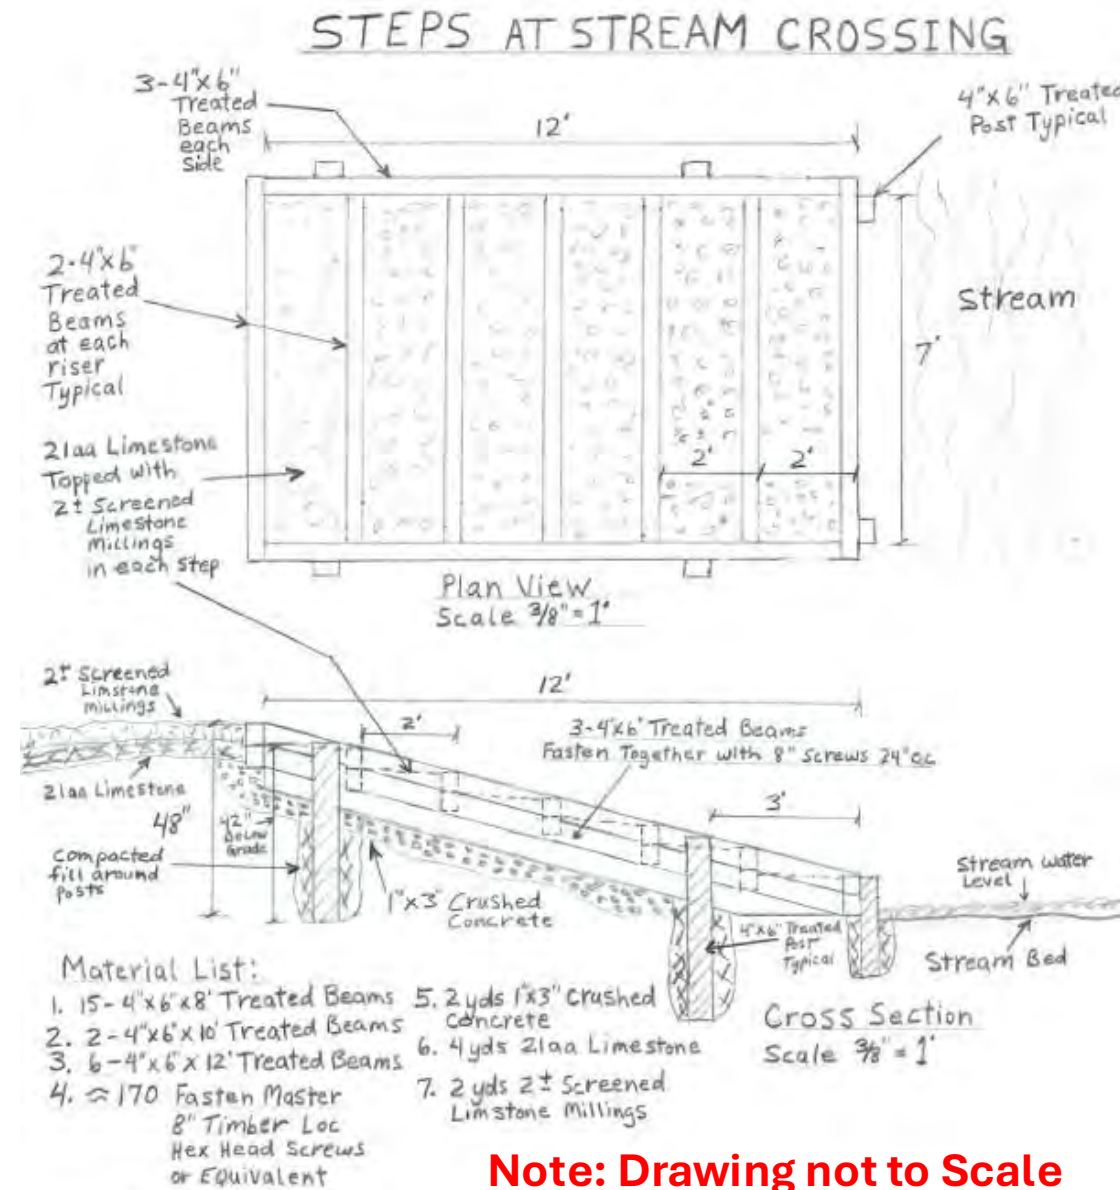 STEPS AT STREAM CROSSING
3-4"x6"
Treated
Beams
each
Side
12'
4"x6" Treated
Post Typical
2-4"x6"
Treated
Beams
at each
riser
Typical
Stream
7'
21aa Limestone
Topped with
2± Screened
Limestone
Millings
in each Step
2'
2'
Plan View
Scale 3/8" = 1'
2± Screened
Limstone
millings
12'
2'
3-4"x6" Treated Beams
Fasten Together with 8" Screws 24" oc
3'
21aa Limestone
48"
42"
below
Grade
Compacted
fill around
Posts
1"x3" Crushed
Concrete
4"x6" Treated
Post
Typical
Stream water
Level
Stream Bed
Material List:
1. 15-4"x6"x8' Treated Beams
2. 2-4"x6"x10' Treated Beams
3. 6-4"x6"x12' Treated Beams
4. ≈170 Fasten Master
8" Timber Loc
Hex Head Screws
or Equivalent
5. 2 yds 1"x3" Crushed
Concrete
6. 4 yds 21aa Limestone
7. 2 yds 2± Screened
Limstone Millings
Cross Section
Scale 3/8" = 1'
Note: Drawing not to Scale